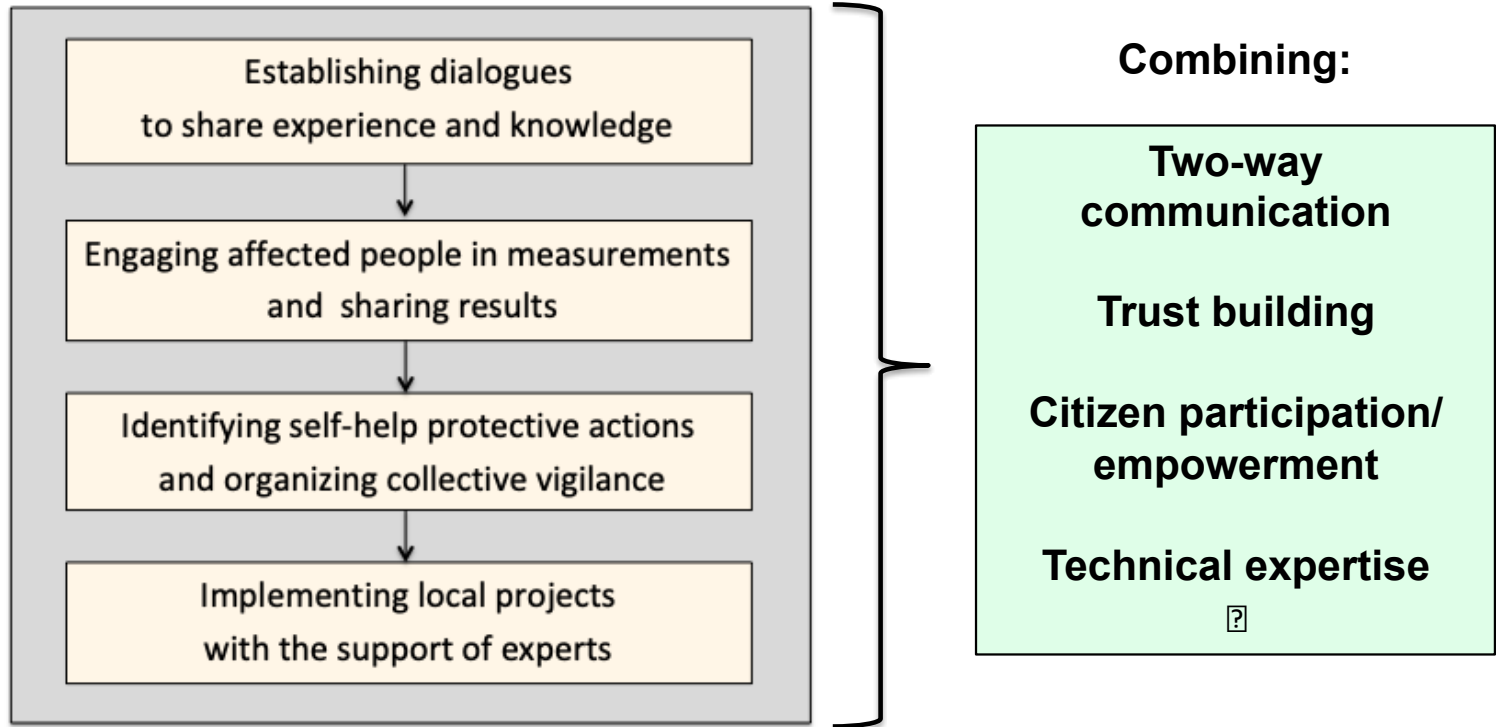 Establishing dialogues
to share experience and knowledge
Engaging affected people in measurements
and sharing results
Identifying self-help protective actions
and organizing collective vigilance
Implementing local projects
with the support of experts
Combining:
Two-way
communication
Trust building
Citizen participation/
empowerment
Technical expertise